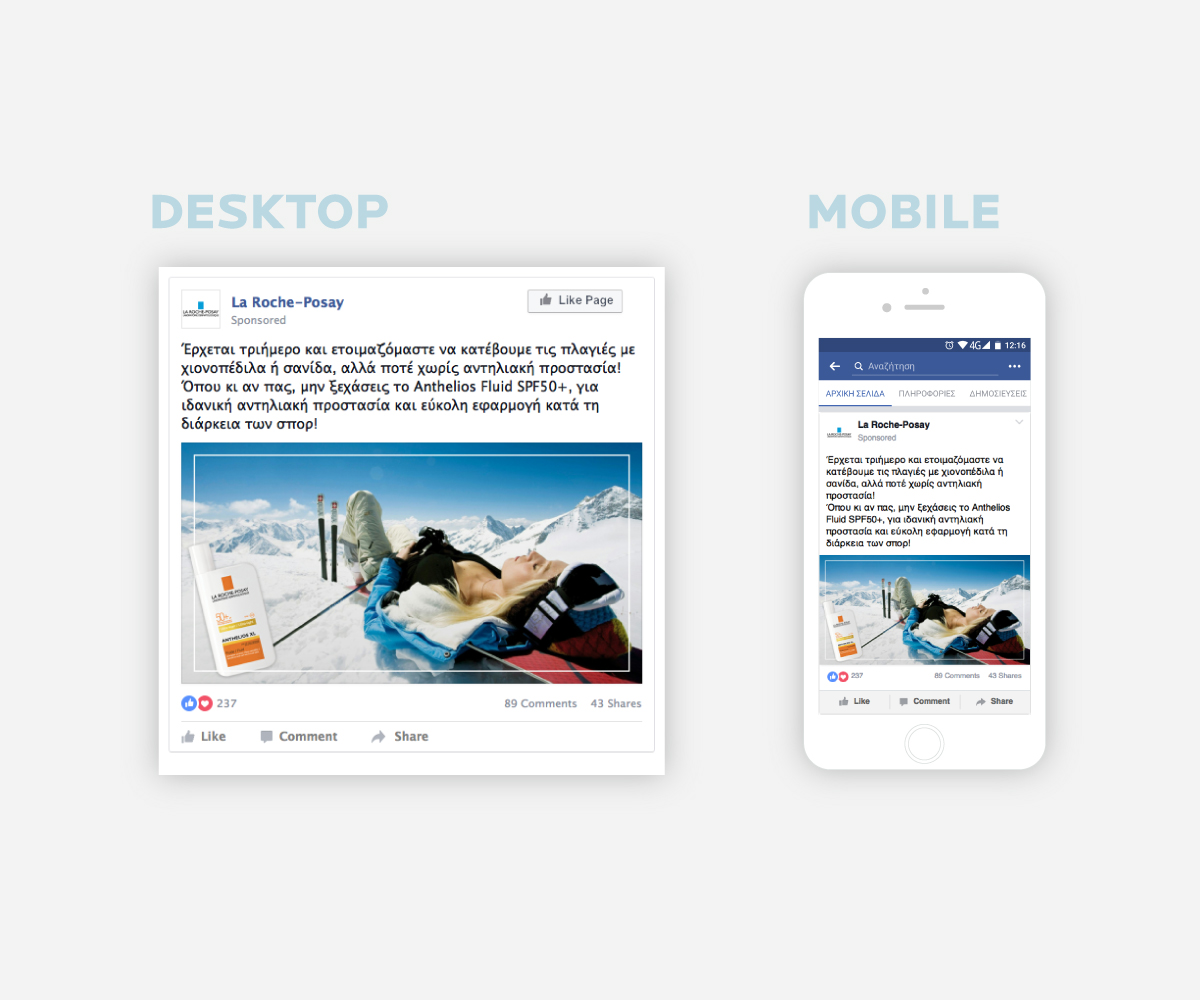 DESKTOP
LA ROCHE-POSAY
La Roche-Posay
Sponsored
Like Page
Έρχεται τριήμερο και ετοιμαζόμαστε να κατέβουμε τις πλαγιές με
χιονοπέδιλα ή σανίδα, αλλά ποτέ χωρίς αντηλιακή προστασία!
Όπου κι αν πας, μην ξεχάσεις το Anthelios Fluid SPF50+, για
ιδανική αντηλιακή προστασία και εύκολη εφαρμογή κατά τη
διάρκεια των σπορ!
LA ROCHE-POSAY
50+
ANTHELIOS XL
237
89 Comments 43 Shares
Like Comment Share
MOBILE
4G 12:16
Αναζήτηση
ΑΡΧΙΚΗ ΣΕΛΙΔΑ ΠΛΗΡΟΦΟΡΙΕΣ ΔΗΜΟΣΙΕΥΣΕΙΣ
LA ROCHE-POSAY
La Roche-Posay
Sponsored
Έρχεται τριήμερο και ετοιμαζόμαστε να
κατέβουμε τις πλαγιές με χιονοπέδιλα ή
σανίδα, αλλά ποτέ χωρίς αντηλιακή
προστασία!
Όπου κι αν πας, μην ξεχάσεις το Anthelios
Fluid SPF50+, για ιδανική αντηλιακή
προστασία και εύκολη εφαρμογή κατά τη
διάρκεια των σπορ!
237
89 Comments 43 Shares
Like Comment Share